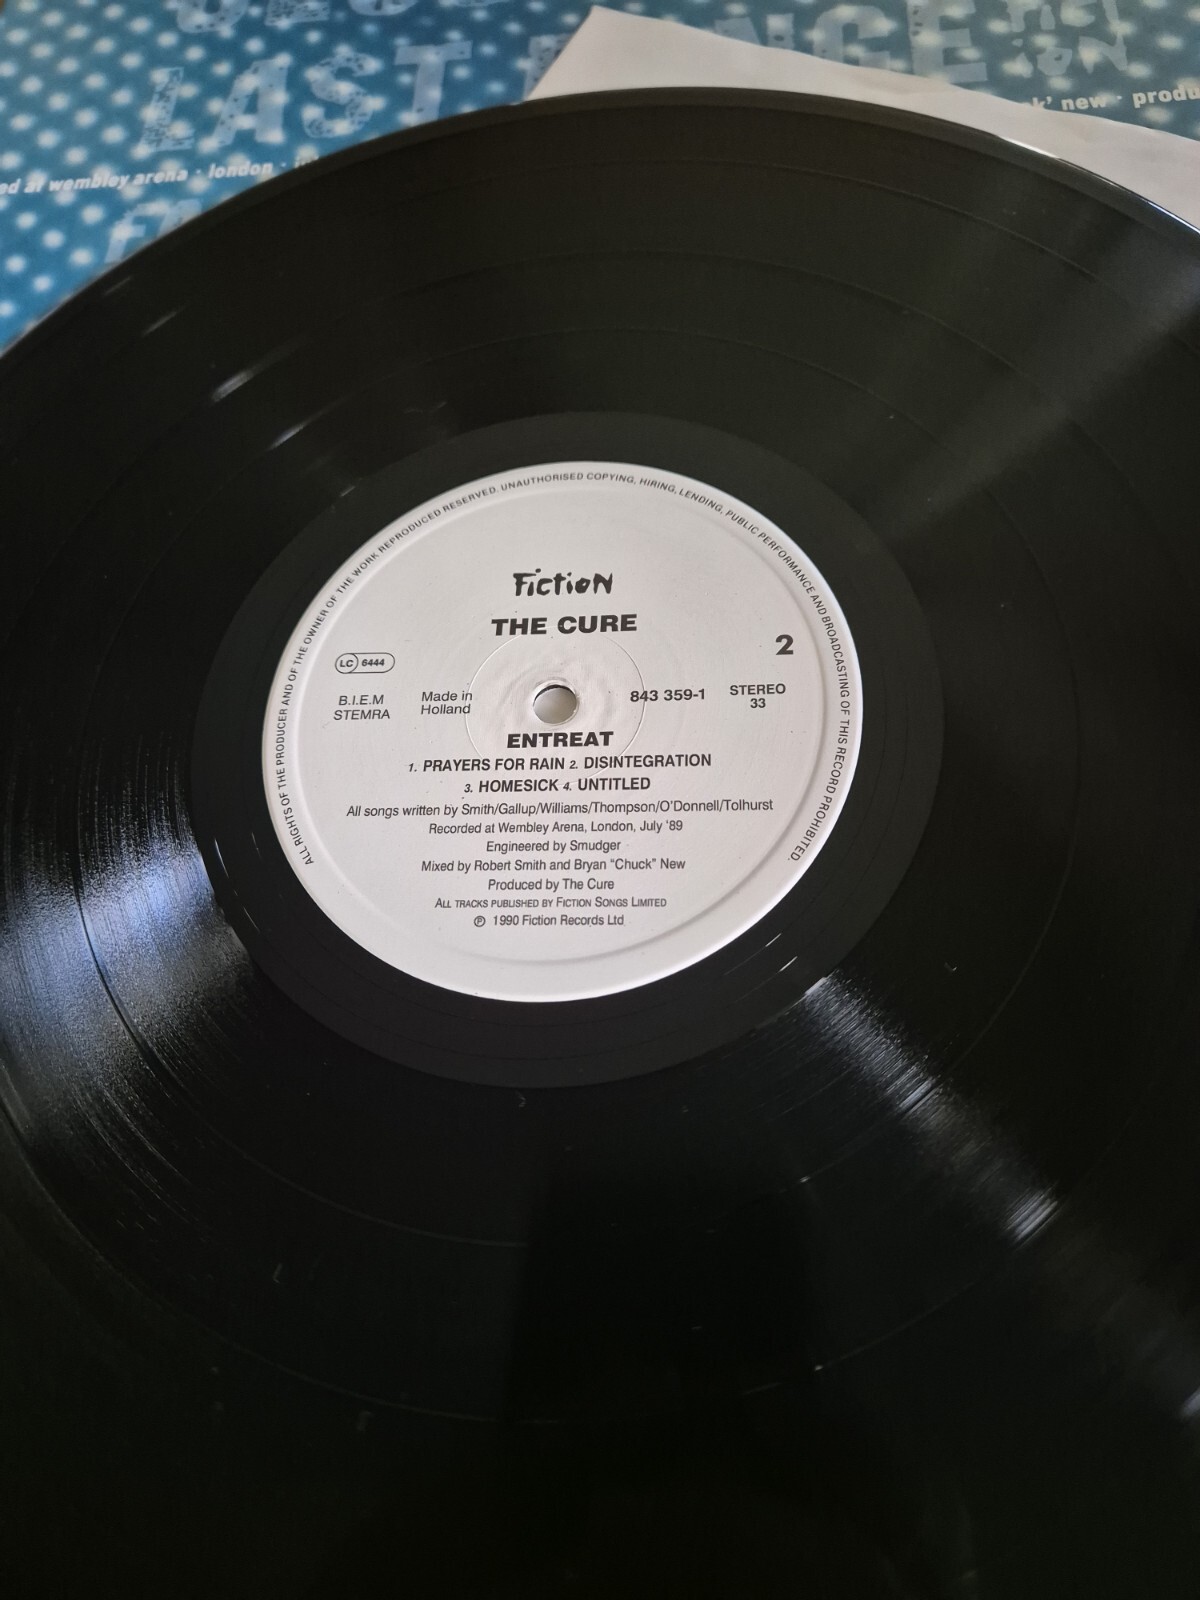 LAST
Fict
ioN
k' new · produ
ed at wembley arena · london ·
ALL RIGHTS OF THE PRODUCER AND OF THE OWNER OF THE WORK REPRODUCED RESERVED. UNAUTHORISED COPYING, HIRING, LENDING, PUBLIC PERFORMANCE AND BROADCASTING OF THIS RECORD PROHIBITED.
Fiction
THE CURE
2
LC 6444
B.I.E.M
STEMRA
Made in
Holland
843 359-1
STEREO
33
ENTREAT
1. PRAYERS FOR RAIN 2. DISINTEGRATION
3. HOMESICK 4. UNTITLED
All songs written by Smith/Gallup/Williams/Thompson/O'Donnell/Tolhurst
Recorded at Wembley Arena, London, July '89
Engineered by Smudger
Mixed by Robert Smith and Bryan "Chuck" New
Produced by The Cure
ALL TRACKS PUBLISHED BY FICTION SONGS LIMITED
℗ 1990 Fiction Records Ltd